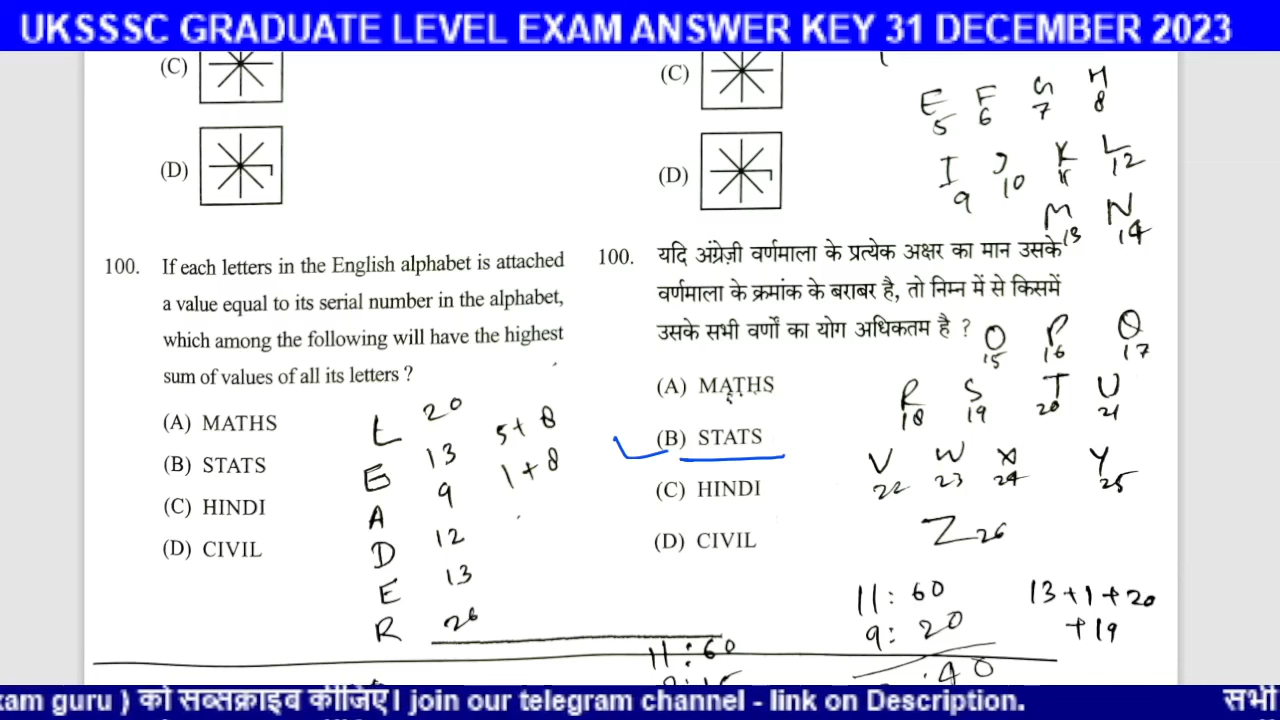 UKSSSC GRADUATE LEVEL EXAM ANSWER KEY 31 DECEMBER 2023
(C)
(D)
100. If each letters in the English alphabet is attached
a value equal to its serial number in the alphabet,
which among the following will have the highest
sum of values of all its letters ?
(A) MATHS
(B) STATS
(C) HINDI
(D) CIVIL
L 20
E 13 5+8
A 9 1+8
D 12
E 13
R 26
(C)
(D)
E F G H
5 6 7 8
I J K L
9 10 11 12
M N
13 14
100. यदि अंग्रेज़ी वर्णमाला के प्रत्येक अक्षर का मान उसके
वर्णमाला के क्रमांक के बराबर है, तो निम्न में से किसमें
उसके सभी वर्णों का योग अधिकतम है ?
O P Q
15 16 17
(A) MATHS
R S T U
18 19 20 21
(B) STATS
V W X Y
22 23 24 25
(C) HINDI
Z 26
(D) CIVIL
11: 60
9: 20
40
13+1+20
+19
11:60
xam guru ) को सब्सक्राइब कीजिए। join our telegram channel - link on Description.
सभी